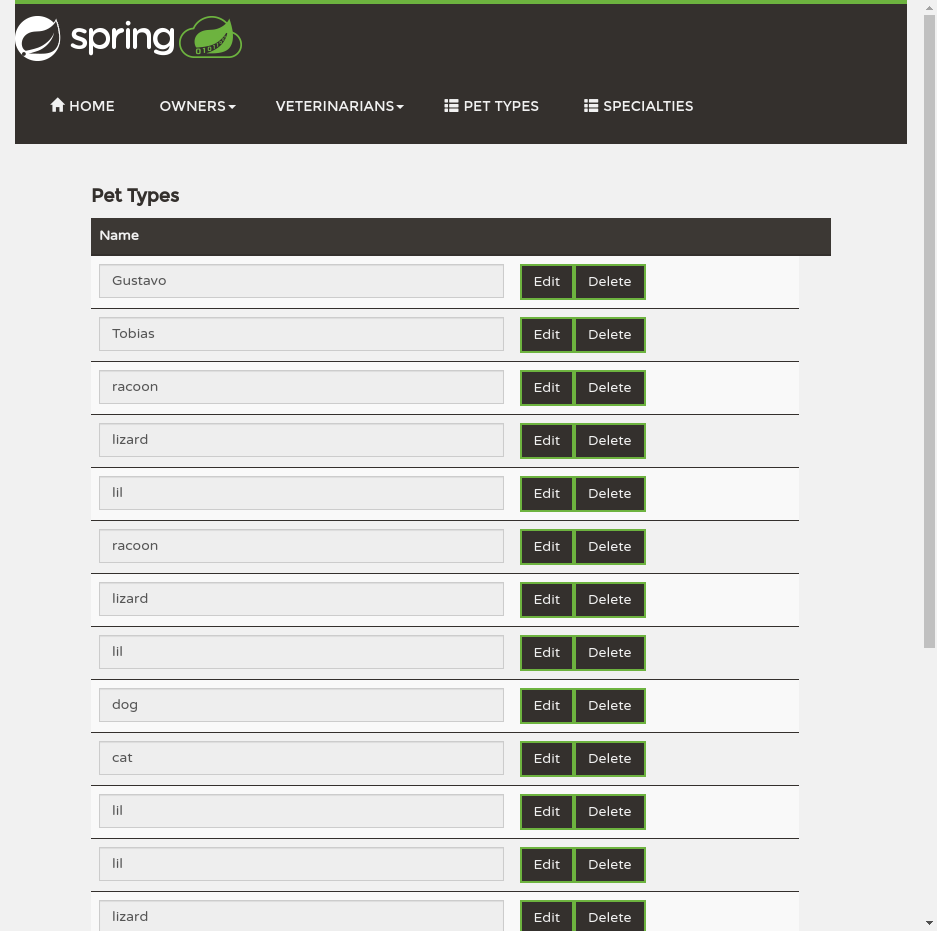 spring
HOME OWNERS VETERINARIANS PET TYPES SPECIALTIES
Pet Types
Name
Gustavo Edit Delete
Tobias Edit Delete
racoon Edit Delete
lizard Edit Delete
lil Edit Delete
racoon Edit Delete
lizard Edit Delete
lil Edit Delete
dog Edit Delete
cat Edit Delete
lil Edit Delete
lil Edit Delete
lizard Edit Delete